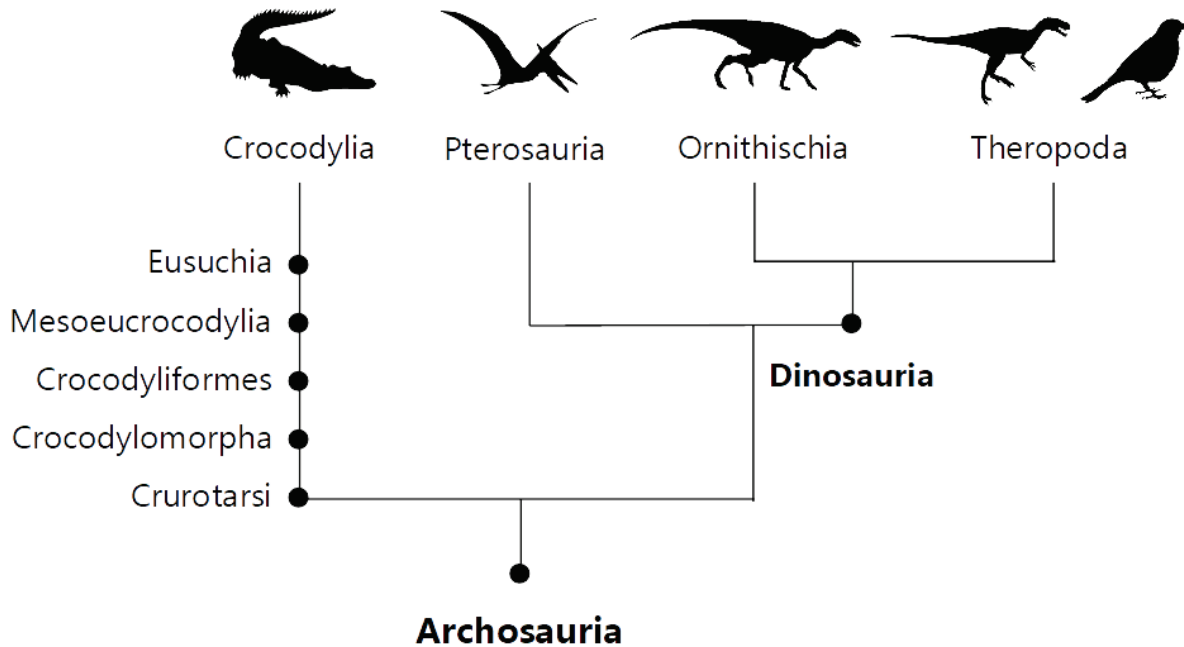 Crocodylia
Pterosauria
Ornithischia
Theropoda
Eusuchia
Mesoeucrocodylia
Crocodyliformes
Dinosauria
Crocodylomorpha
Crurotarsi
Archosauria